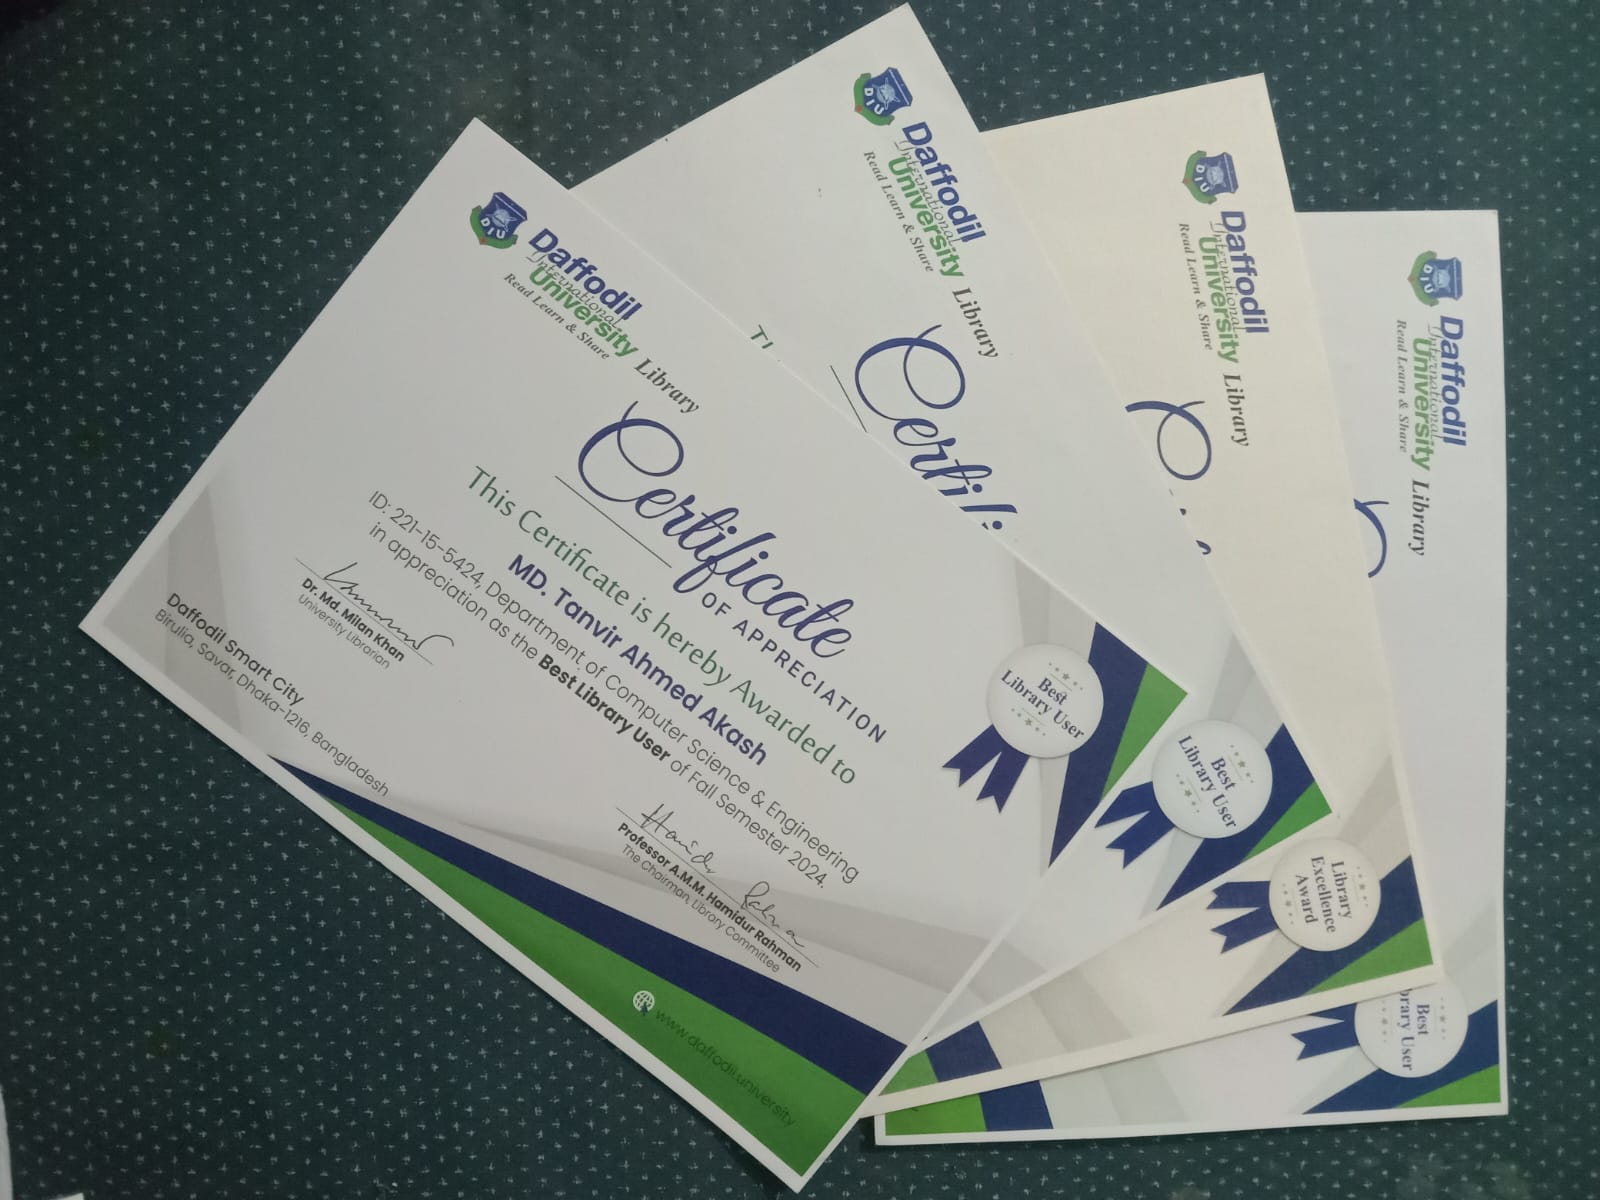 DIU
Daffodil
International
University
Library
Read Learn & Share
Certificate
OF APPRECIATION
This Certificate is hereby Awarded to
MD. Tanvir Ahmed Akash
ID: 221-15-5424, Department of Computer Science & Engineering
in appreciation as the Best Library User of Fall Semester 2024.
Dr. Md. Milan Khan
University Librarian
Professor A.M.M. Hamidur Rahman
The Chairman, Library Committee
Daffodil Smart City
Birulia, Savar, Dhaka-1216, Bangladesh
www.daffodil.university
Best
Library User
DIU
Daffodil
International
University
Library
Read Learn & Share
Certifi
Best
Library User
DIU
Daffodil
International
University
Library
Read Learn & Share
C
Library
Excellence
Award
DIU
Daffodil
International
University
Library
Read Learn & Share
Best
brary User